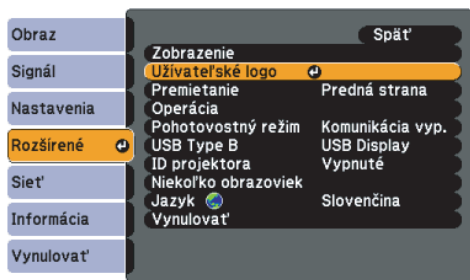 Obraz
Signál
Nastavenia
Rozšírené
Sieť
Informácia
Vynulovať
Späť
Zobrazenie
Užívateľské logo
Premietanie Predná strana
Operácia
Pohotovostný režim Komunikácia vyp.
USB Type B USB Display
ID projektora Vypnuté
Niekoľko obrazoviek
Jazyk Slovenčina
Vynulovať